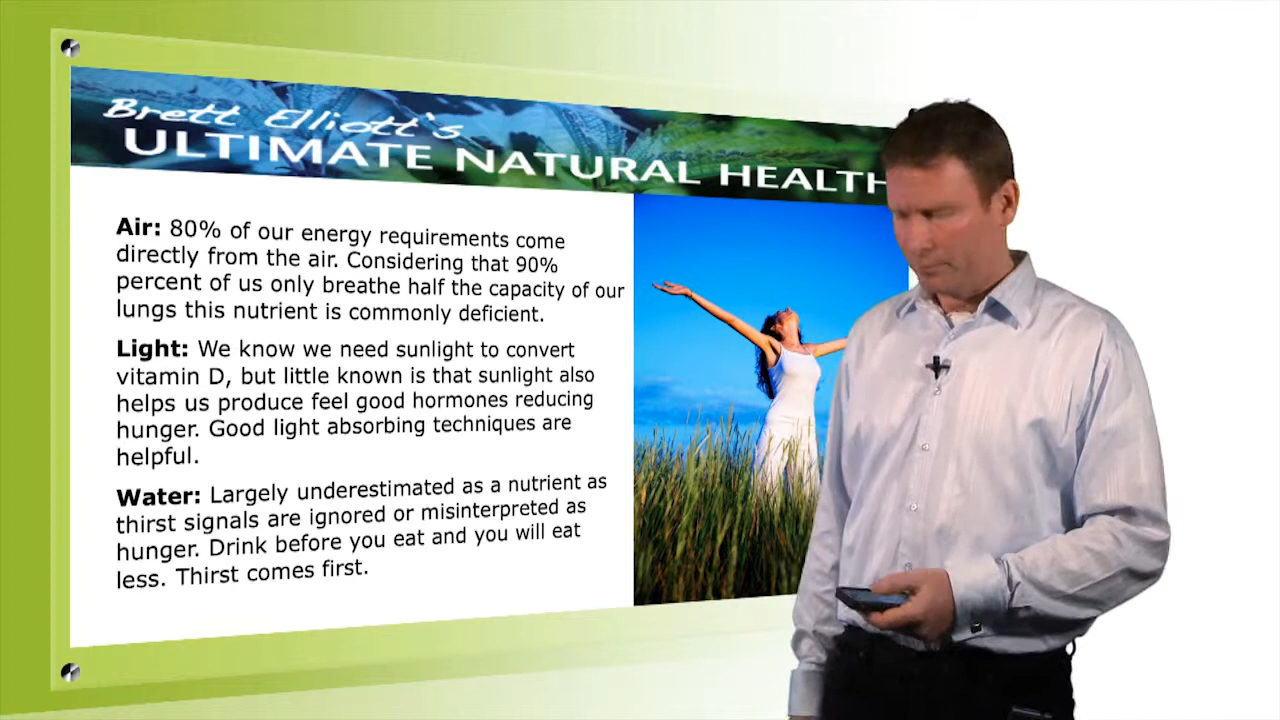 Brett Elliott's
ULTIMATE NATURAL HEALTH
Air: 80% of our energy requirements come
directly from the air. Considering that 90%
percent of us only breathe half the capacity of our
lungs this nutrient is commonly deficient.
Light: We know we need sunlight to convert
vitamin D, but little known is that sunlight also
helps us produce feel good hormones reducing
hunger. Good light absorbing techniques are
helpful.
Water: Largely underestimated as a nutrient as
thirst signals are ignored or misinterpreted as
hunger. Drink before you eat and you will eat
less. Thirst comes first.